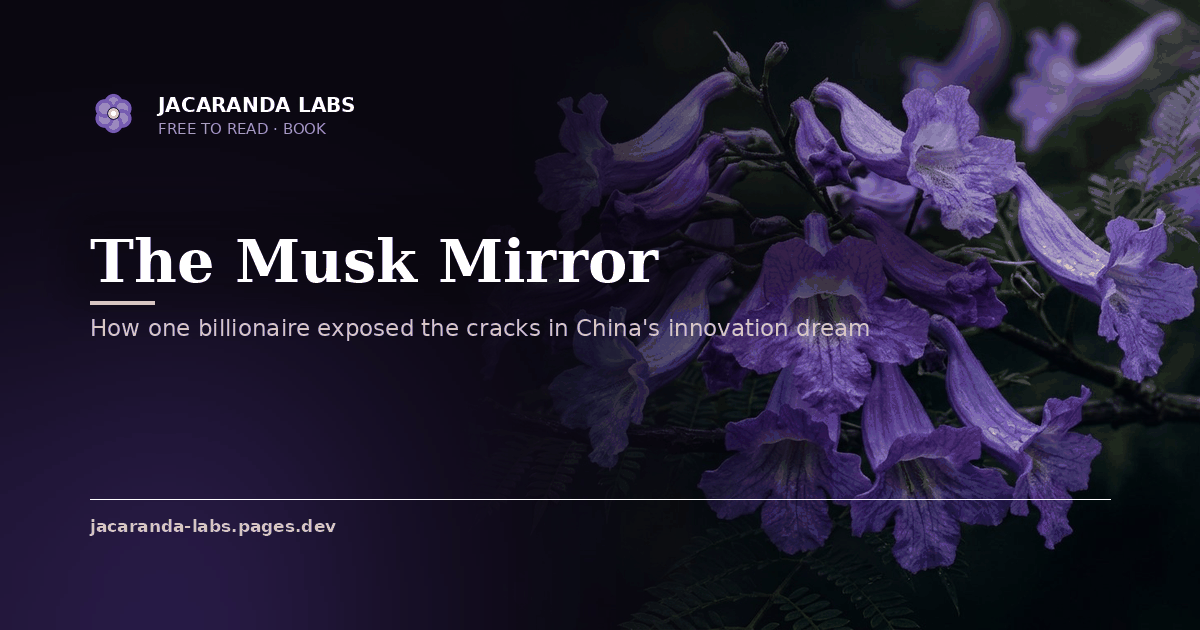 JACARANDA LABS
FREE TO READ · BOOK
The Musk Mirror
How one billionaire exposed the cracks in China's innovation dream
jacaranda-labs.pages.dev